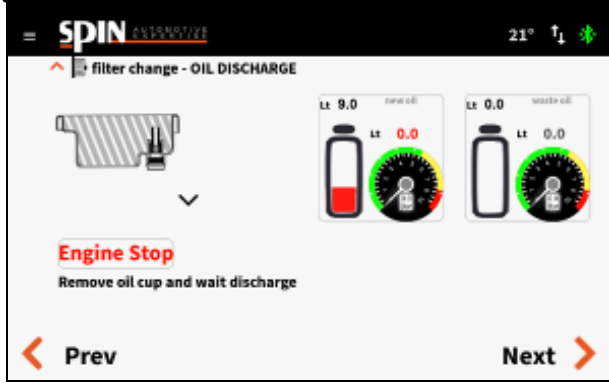 SPIN AUTOMOTIVE EXPERTISE
21°
filter change - OIL DISCHARGE
Lt 9.0 new oil
Lt 0.0
Lt 0.0 waste oil
Lt 0.0
Engine Stop
Remove oil cup and wait discharge
Prev
Next